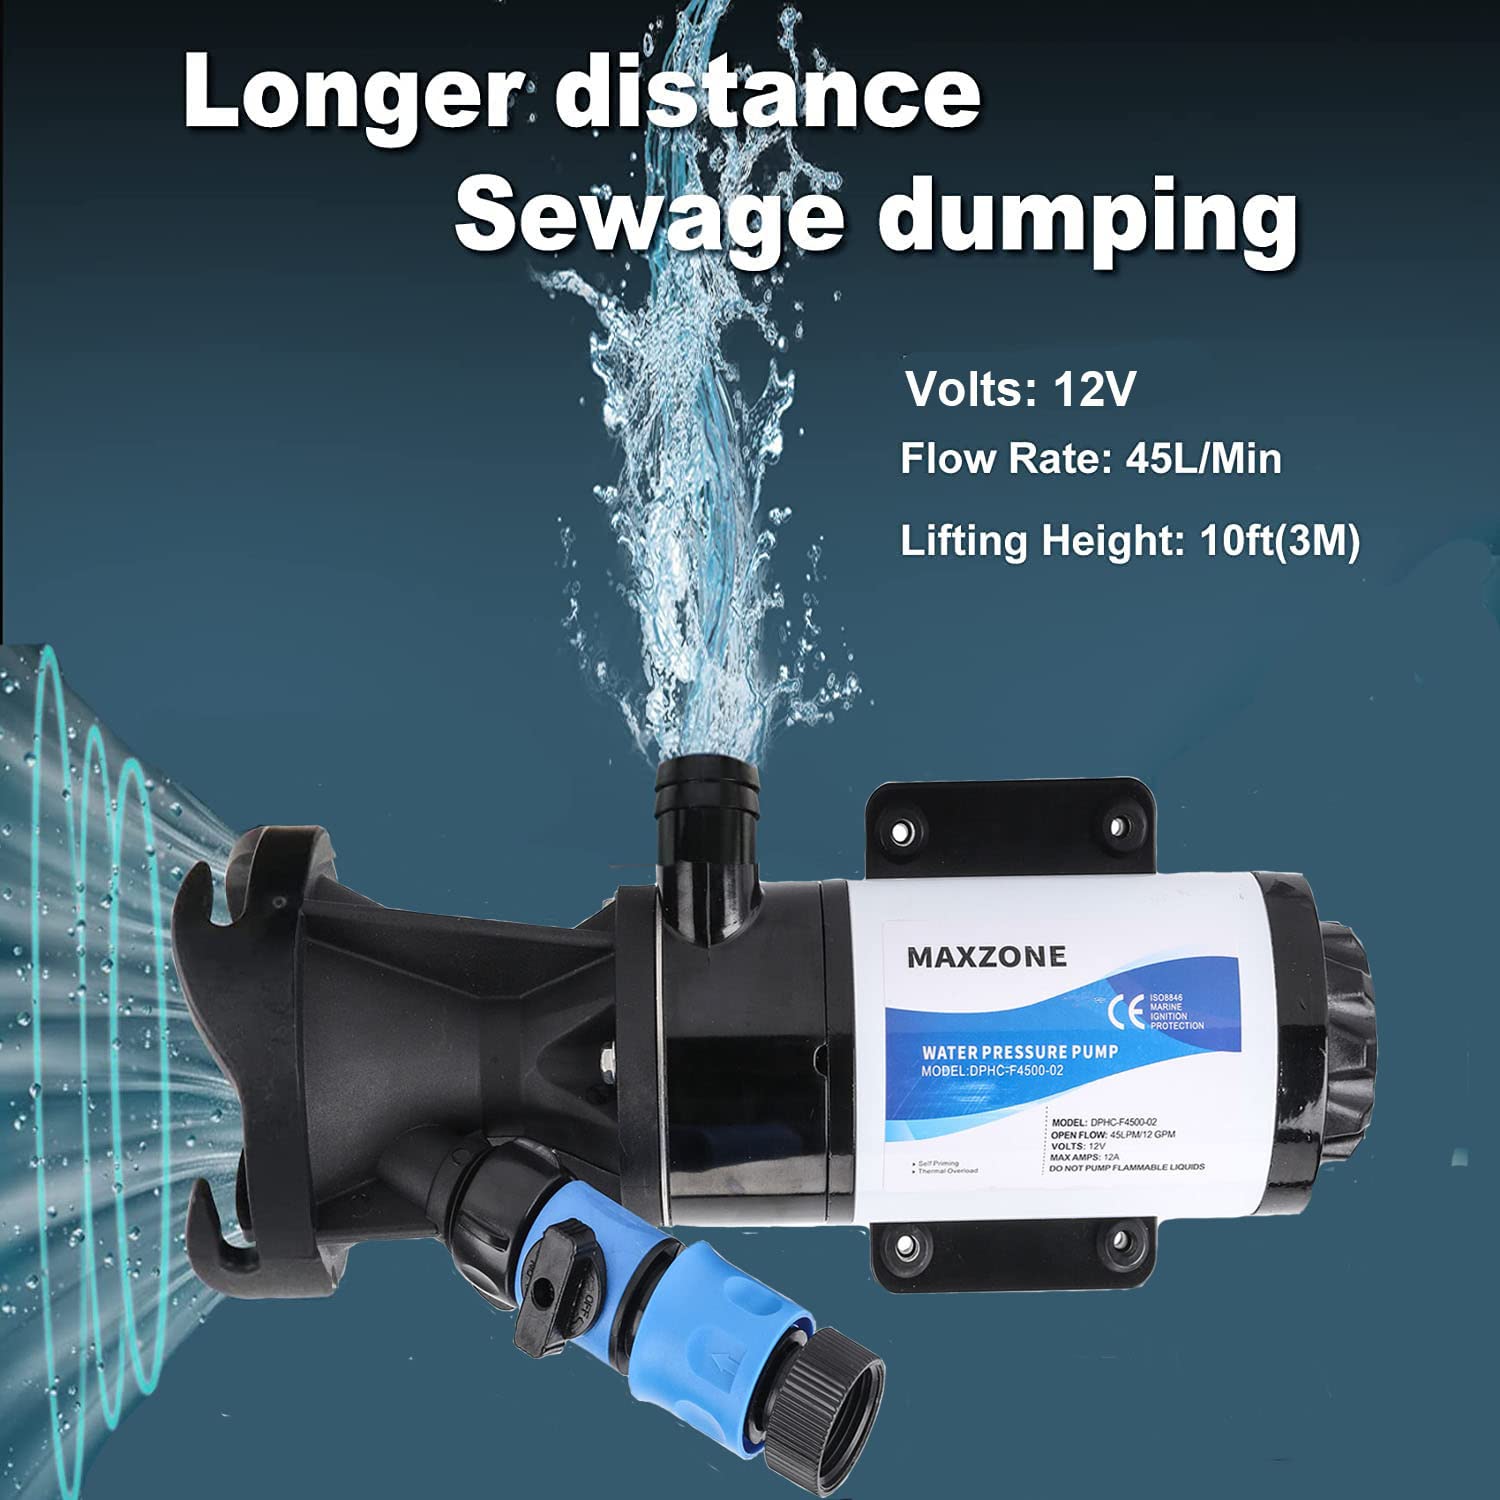 Longer distance
Sewage dumping
Volts: 12V
Flow Rate: 45L/Min
Lifting Height: 10ft(3M)
MAXZONE
CE ISO8846
MARINE
IGNITION
PROTECTION
WATER PRESSURE PUMP
MODEL:DPHC-F4500-02
MODEL: DPHC-F4500-02
OPEN FLOW: 45LPM/12 GPM
VOLTS: 12V
MAX AMPS: 12A
DO NOT PUMP FLAMMABLE LIQUIDS
• Self Priming
• Thermal Overload
OFF